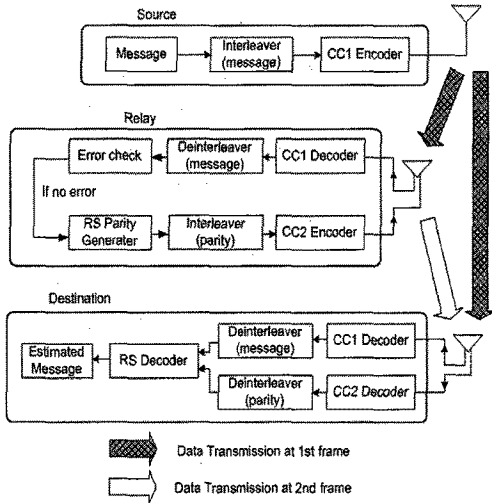 Source
Message
Interleaver
(message)
CC1 Encoder
Relay
Error check
Deinterleaver
(message)
CC1 Decoder
If no error
RS Parity
Generater
Interleaver
(parity)
CC2 Encoder
Destination
Estimated
Message
RS Decoder
Deinterleaver
(message)
CC1 Decoder
Deinterleaver
(parity)
CC2 Decoder
Data Transmission at 1st frame
Data Transmission at 2nd frame